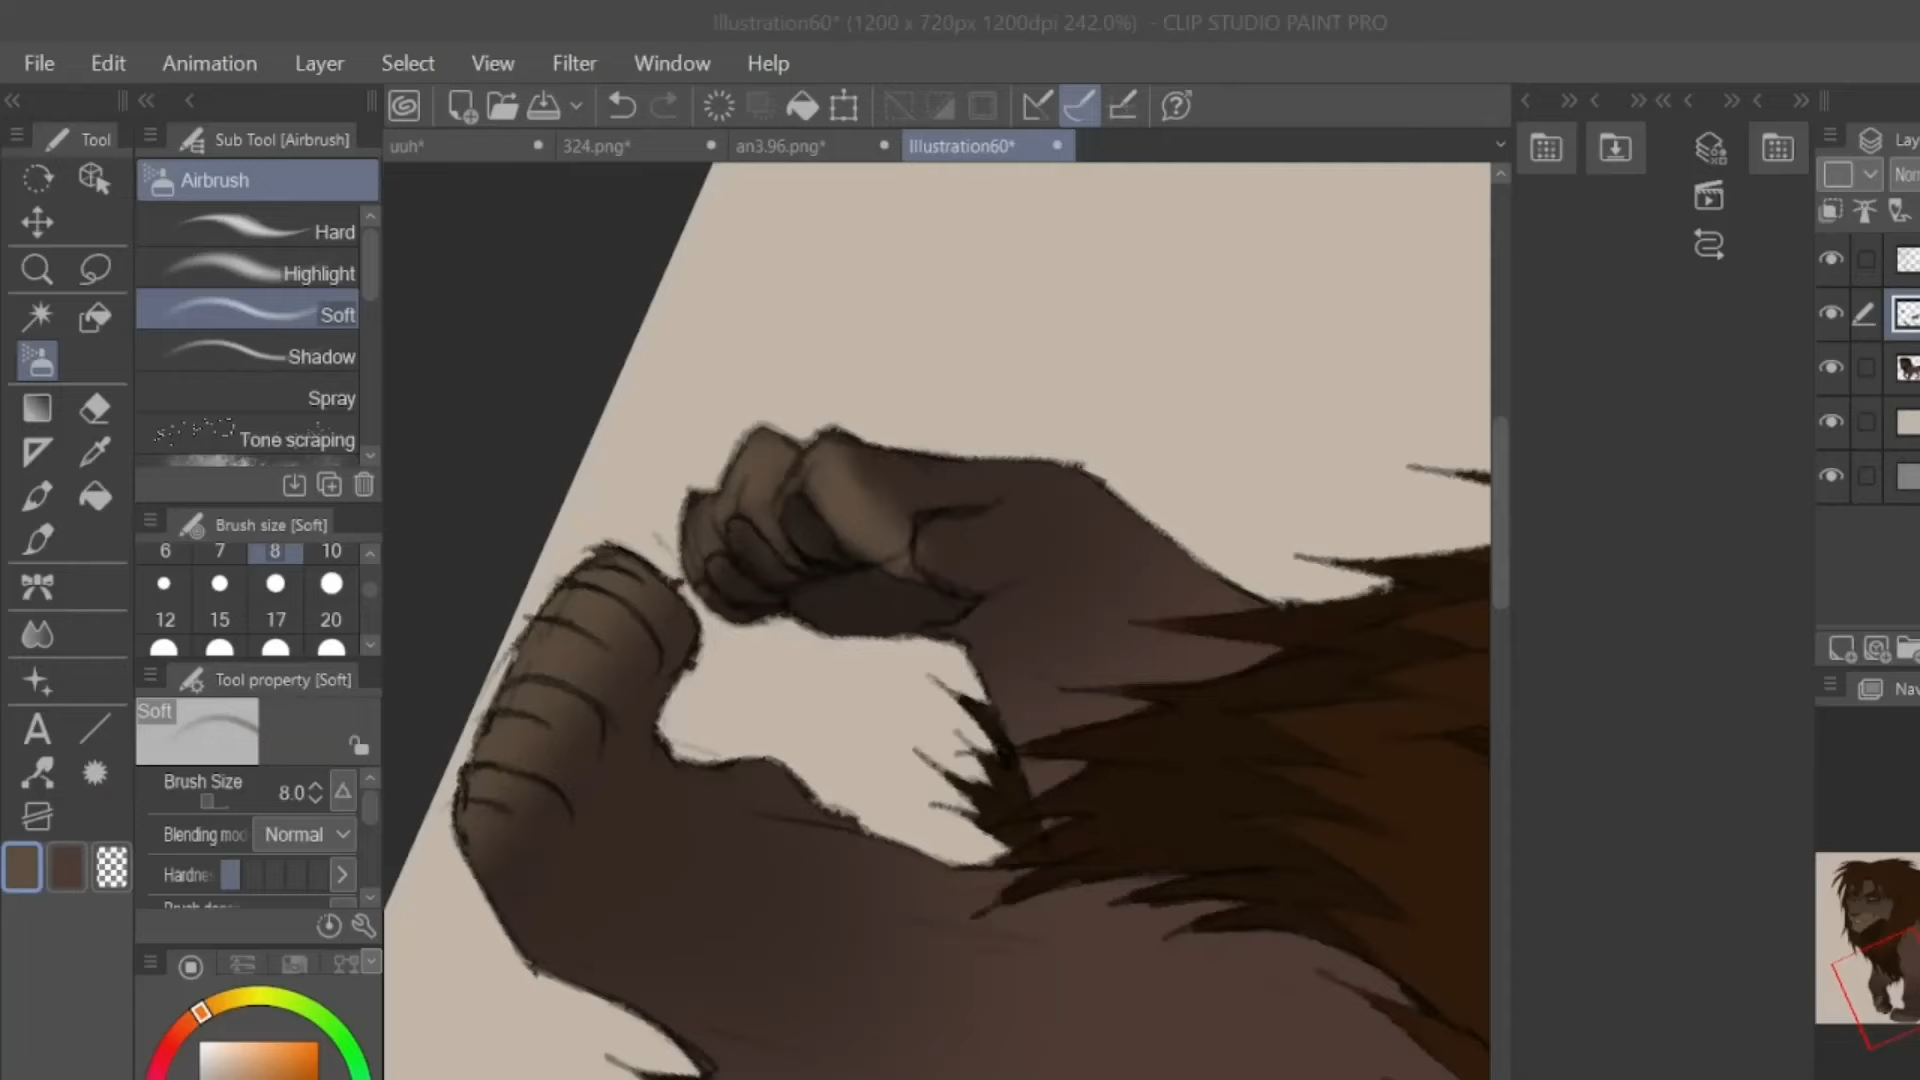 Illustration60* (1200 x 720px 1200dpi 242.0%) - CLIP STUDIO PAINT PRO
File Edit Animation Layer Select View Filter Window Help
uuh* 324.png* an3.96.png* Illustration60*
Tool
Sub Tool [Airbrush]
Airbrush
Hard
Highlight
Soft
Shadow
Spray
Tone scraping
Brush size [Soft]
6 7 8 10
12 15 17 20
Tool property [Soft]
Soft
Brush Size 8.0
Blending mod Normal
Hardne
Lay
Nor
Nav